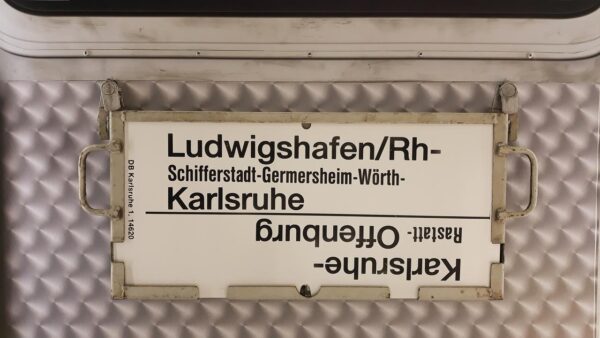 Ludwigshafen/Rh-
Schifferstadt-Germersheim-Wörth-
Karlsruhe
Karlsruhe-
Rastatt - Offenburg
DB Karlsruhe 1. 14620